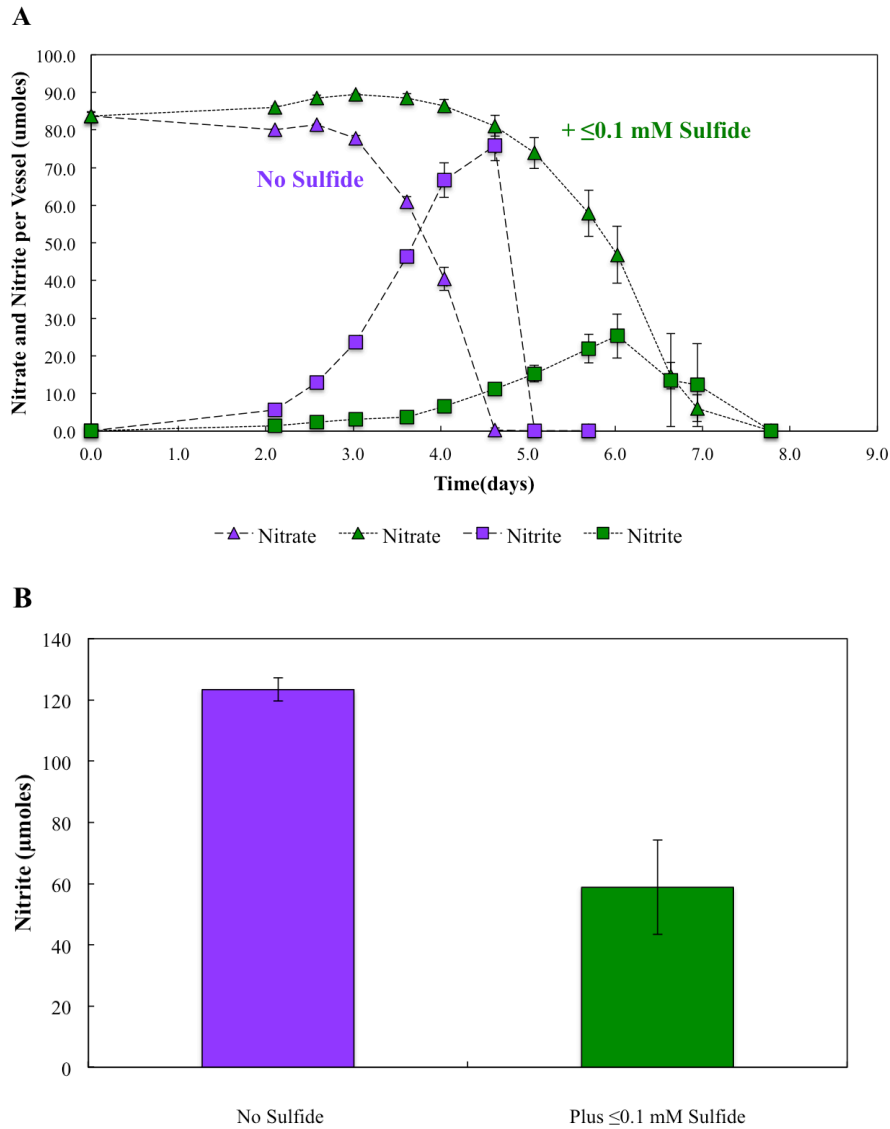 A
Nitrate and Nitrite per Vessel (umoles)
100.0
90.0
80.0
70.0
60.0
50.0
40.0
30.0
20.0
10.0
0.0
+ ≤0.1 mM Sulfide
No Sulfide
0.0 1.0 2.0 3.0 4.0 5.0 6.0 7.0 8.0 9.0
Time(days)
Nitrate Nitrate Nitrite Nitrite
B
Nitrite (µmoles)
140
120
100
80
60
40
20
0
No Sulfide Plus ≤0.1 mM Sulfide